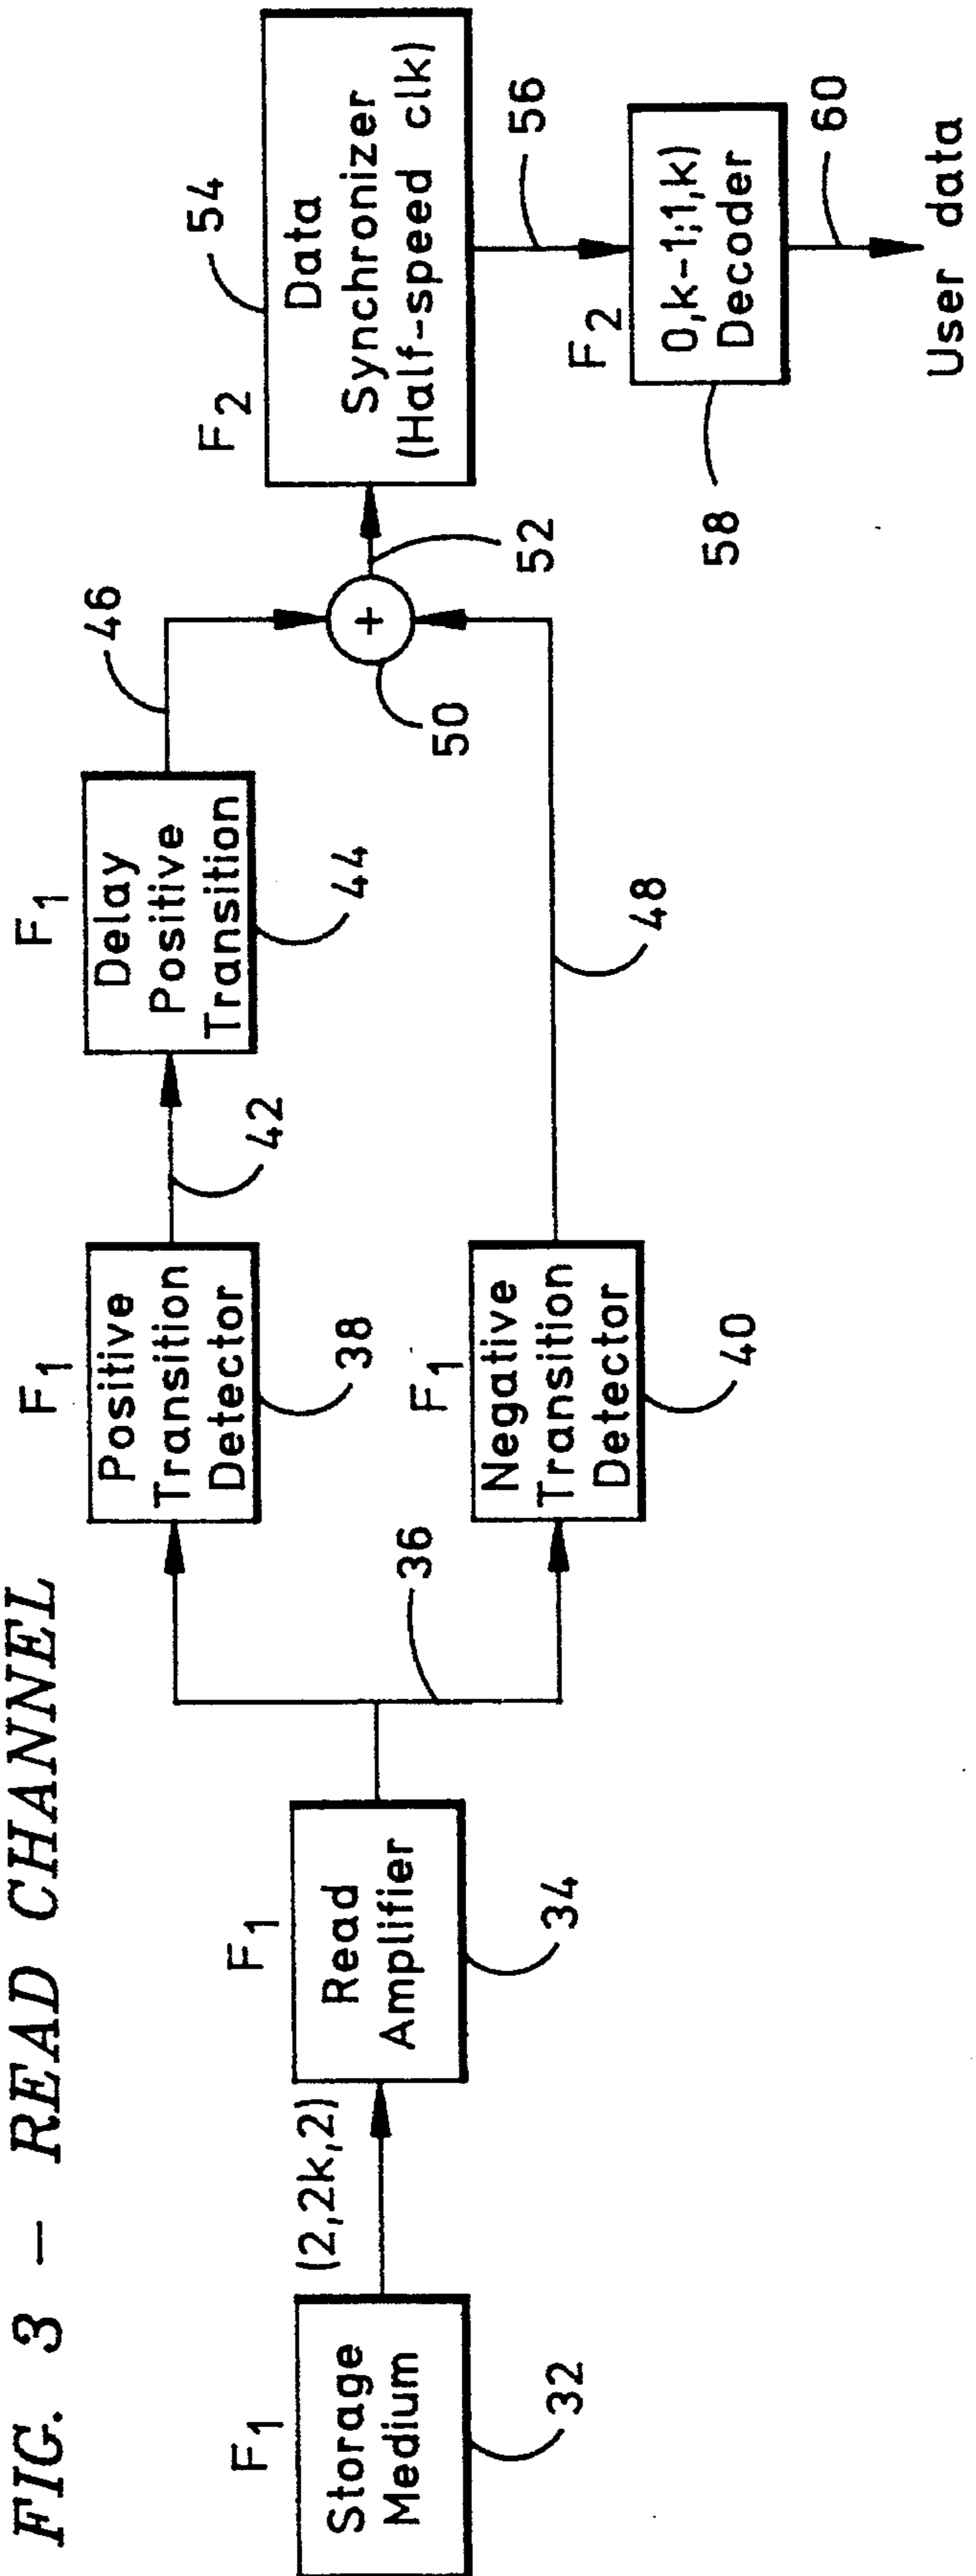 FIG. 3 – READ CHANNEL
F1
Storage
Medium
32
(2,2k,2)
F1
Read
Amplifier
34
36
F1
Positive
Transition
Detector
38
F1
Negative
Transition
Detector
40
42
F1
Delay
Positive
Transition
44
46
48
50
+
52
F2
54
Data
Synchronizer
(Half-speed clk)
56
F2
0,k-1;1,k)
Decoder
58
60
User data